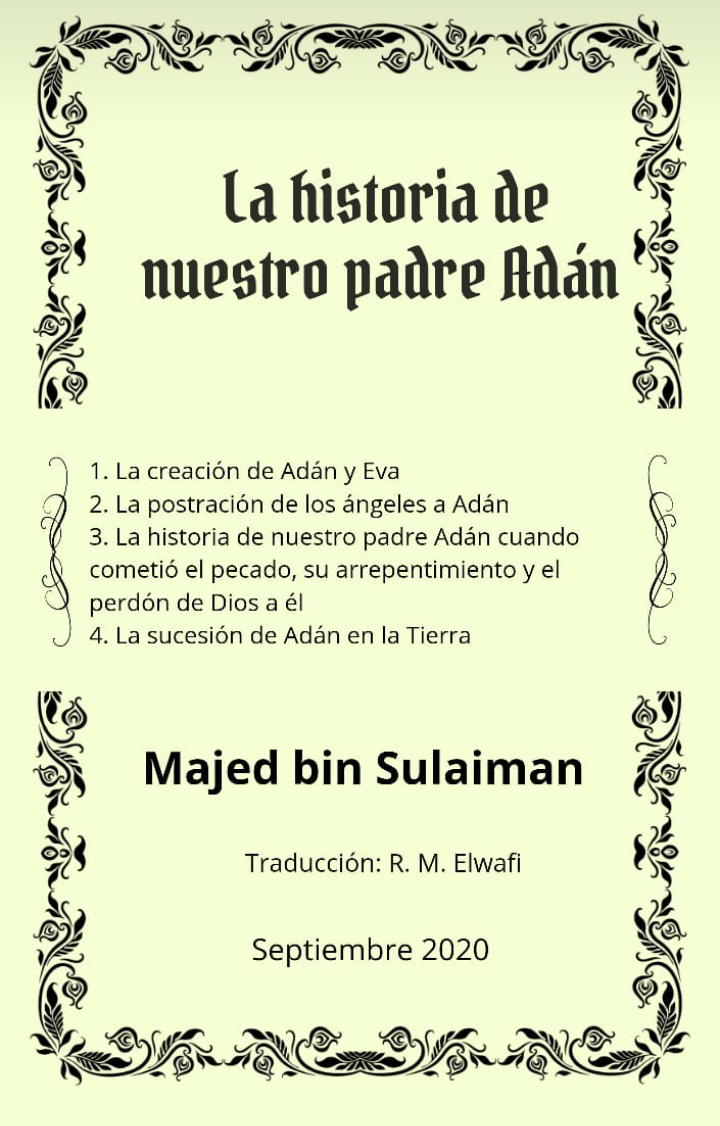 La historia de
nuestro padre Adán
1. La creación de Adán y Eva
2. La postración de los ángeles a Adán
3. La historia de nuestro padre Adán cuando
cometió el pecado, su arrepentimiento y el
perdón de Dios a él
4. La sucesión de Adán en la Tierra
Majed bin Sulaiman
Traducción: R. M. Elwafi
Septiembre 2020